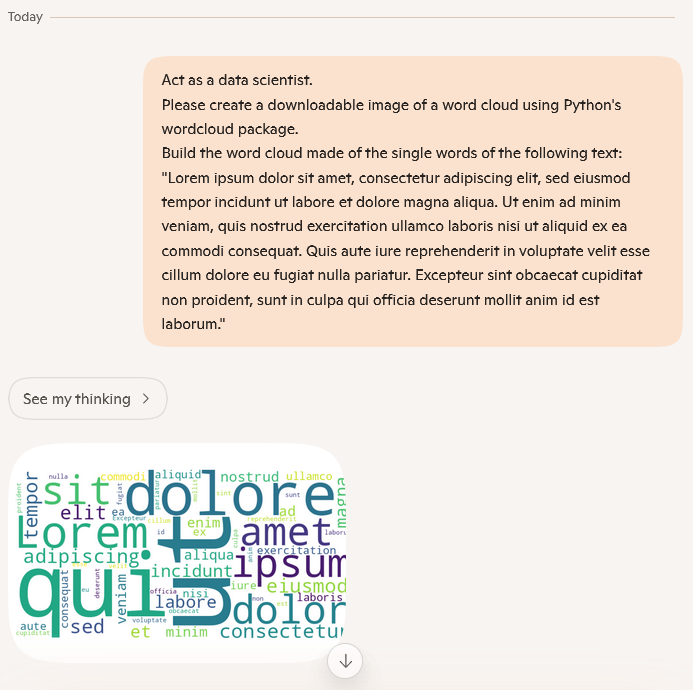 Today
Act as a data scientist.
Please create a downloadable image of a word cloud using Python's
wordcloud package.
Build the word cloud made of the single words of the following text:
"Lorem ipsum dolor sit amet, consectetur adipiscing elit, sed eiusmod
tempor incidunt ut labore et dolore magna aliqua. Ut enim ad minim
veniam, quis nostrud exercitation ullamco laboris nisi ut aliquid ex ea
commodi consequat. Quis aute iure reprehenderit in voluptate velit esse
cillum dolore eu fugiat nulla pariatur. Excepteur sint obcaecat cupiditat
non proident, sunt in culpa qui officia deserunt mollit anim id est
laborum."
See my thinking
nulla
commodi
aliquid
nostrud
ullamco
tempor
proident
sit
fugiat
dolore
pariatur
mollit
sint
sunt
magna
elit
ea
Excepteur
cillum
enim
ad
reprehenderit
Lorem
id
ex
ut
culpa
amet
laboru
adipiscing
aliqua
anim
exercitation
ipsum
qui
consequat
eu
deserunt
veniam
incidunt
officia
nisi
iure
eiusmod
labore
obcaecat
non
est
laboris
dolor
aute
cupiditat
sed
voluptate
et
minim
consectetu